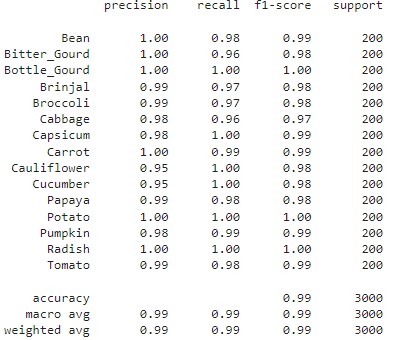 precision recall f1-score support
Bean 1.00 0.98 0.99 200
Bitter_Gourd 1.00 0.96 0.98 200
Bottle_Gourd 1.00 1.00 1.00 200
Brinjal 0.99 0.97 0.98 200
Broccoli 0.99 0.97 0.98 200
Cabbage 0.98 0.96 0.97 200
Capsicum 0.98 1.00 0.99 200
Carrot 1.00 0.99 0.99 200
Cauliflower 0.95 1.00 0.98 200
Cucumber 0.95 1.00 0.98 200
Papaya 0.99 0.98 0.98 200
Potato 1.00 1.00 1.00 200
Pumpkin 0.98 0.99 0.99 200
Radish 1.00 1.00 1.00 200
Tomato 0.99 0.98 0.99 200
accuracy 0.99 3000
macro avg 0.99 0.99 0.99 3000
weighted avg 0.99 0.99 0.99 3000